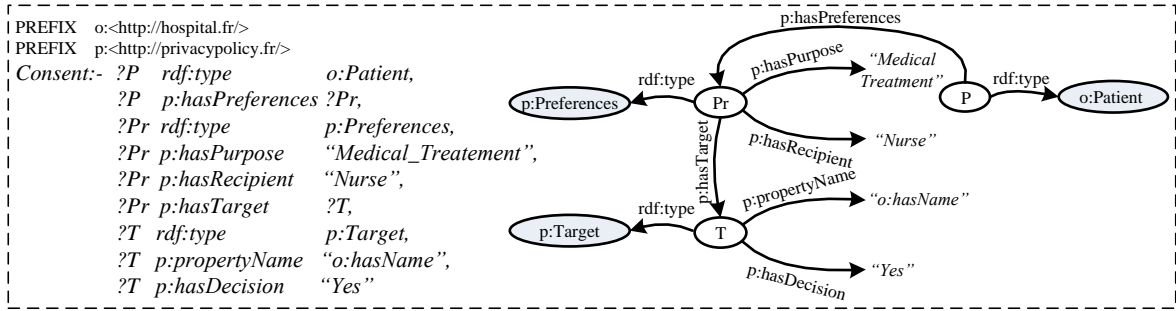 PREFIX o:<http://hospital.fr/>
PREFIX p:<http://privacypolicy.fr/>
Consent:- ?P rdf:type o:Patient,
?P p:hasPreferences ?Pr,
?Pr rdf:type p:Preferences,
?Pr p:hasPurpose “Medical_Treatement”,
?Pr p:hasRecipient “Nurse”,
?Pr p:hasTarget ?T,
?T rdf:type p:Target,
?T p:propertyName “o:hasName”,
?T p:hasDecision “Yes”
p:hasPreferences
p:hasPurpose
“Medical
Treatment”
rdf:type
rdf:type
p:Preferences
Pr
P
o:Patient
p:hasRecipient
“Nurse”
p:hasTarget
p:propertyName
“o:hasName”
rdf:type
p:Target
T
p:hasDecision
“Yes”